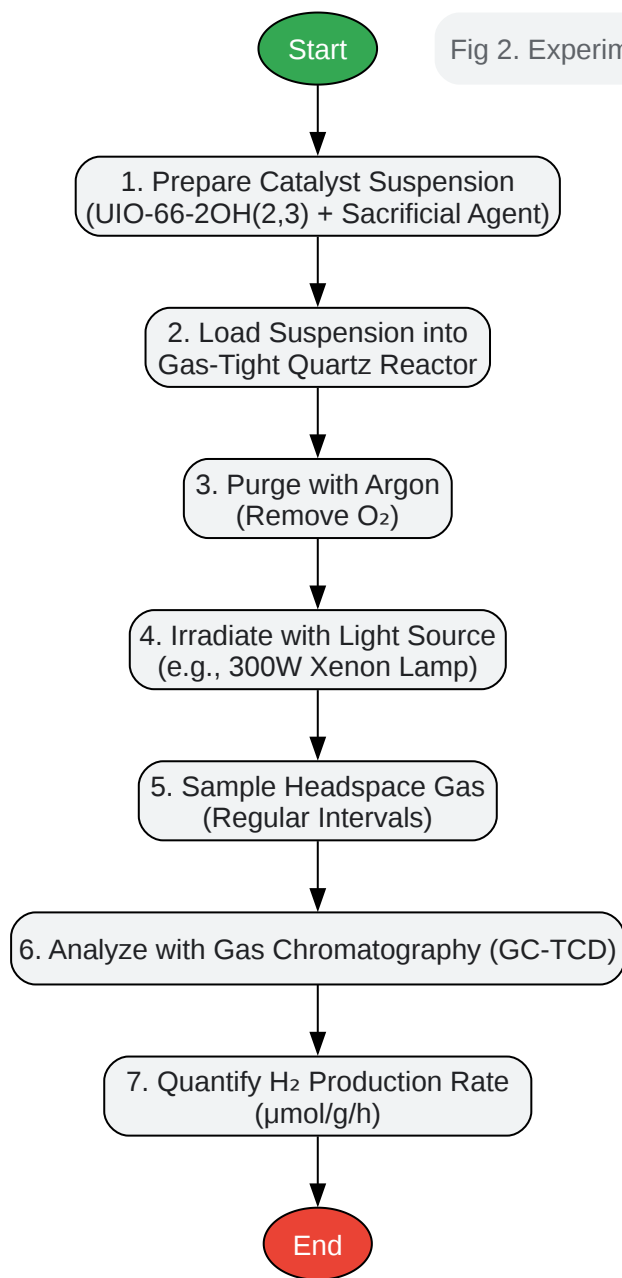 Start
Fig 2. Experim
1. Prepare Catalyst Suspension
(UIO-66-2OH(2,3) + Sacrificial Agent)
2. Load Suspension into
Gas-Tight Quartz Reactor
3. Purge with Argon
(Remove O₂)
4. Irradiate with Light Source
(e.g., 300W Xenon Lamp)
5. Sample Headspace Gas
(Regular Intervals)
6. Analyze with Gas Chromatography (GC-TCD)
7. Quantify H₂ Production Rate
(µmol/g/h)
End